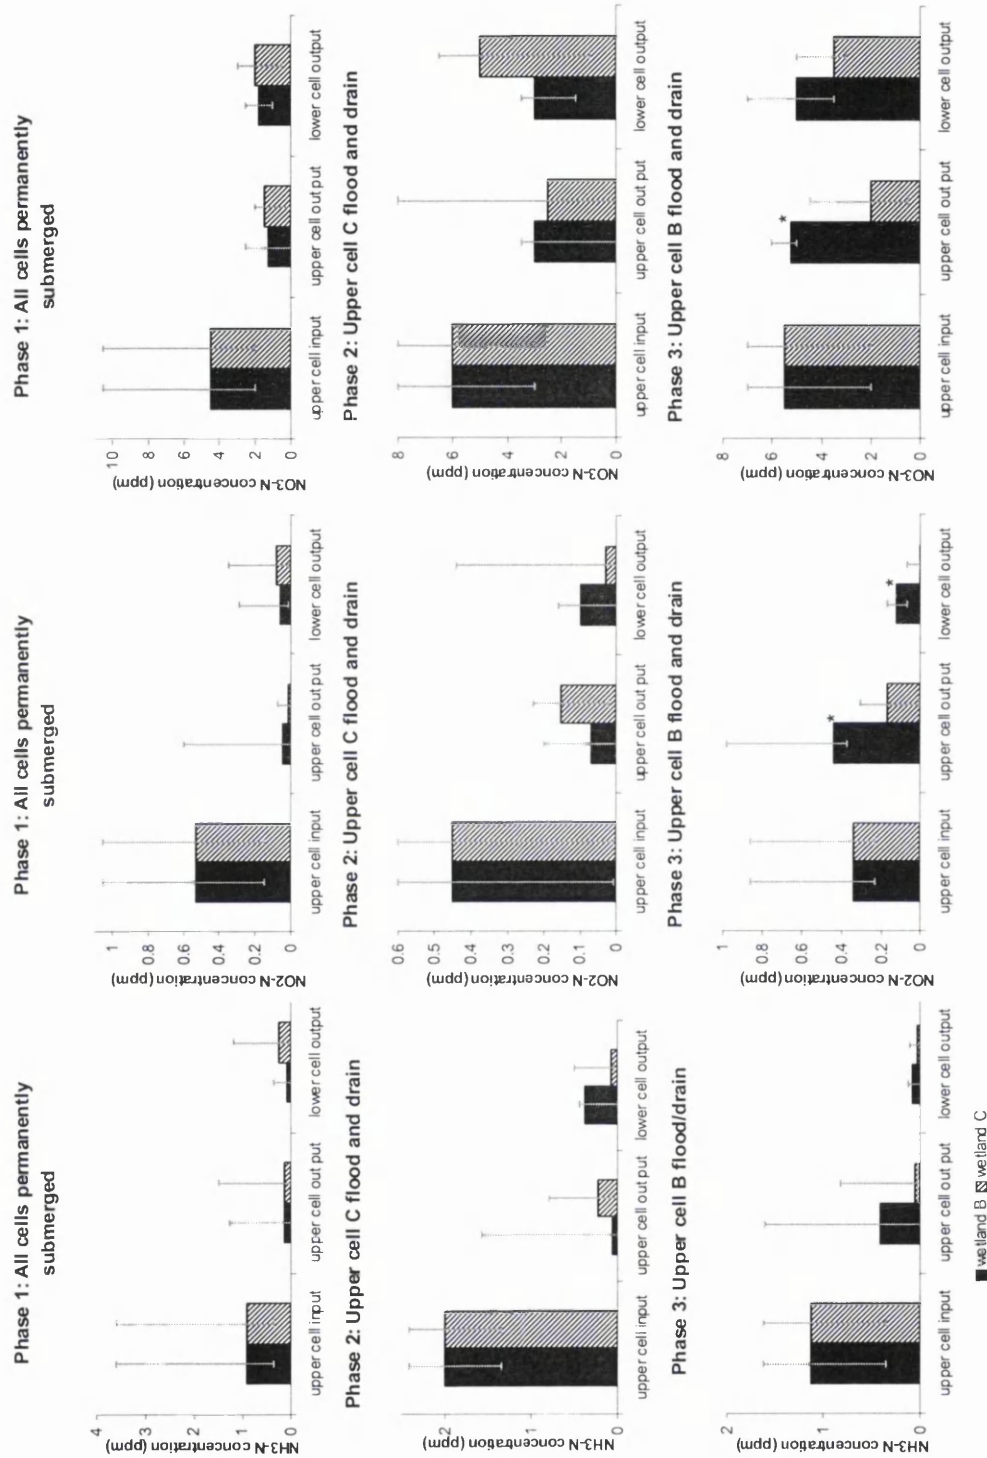 Phase 1: All cells permanently
submerged
NH3-N concentration (ppm)
4
3
2
1
0
upper cell input upper cell out put lower cell output
Phase 1: All cells permanently
submerged
NO2-N concentration (ppm)
1
0.8
0.6
0.4
0.2
0
upper cell input upper cell out put lower cell output
Phase 1: All cells permanently
submerged
NO3-N concentration (ppm)
10
8
6
4
2
0
upper cell input upper cell out put lower cell output
Phase 2: Upper cell C flood and drain
NH3-N concentration (ppm)
2
1
0
upper cell input upper cell out put lower cell output
Phase 2: Upper cell C flood and drain
NO2-N concentration (ppm)
0.6
0.5
0.4
0.3
0.2
0.1
0
upper cell input upper cell out put lower cell output
Phase 2: Upper cell C flood and drain
NO3-N concentration (ppm)
8
6
4
2
0
upper cell input upper cell out put lower cell output
Phase 3: Upper cell B flood/drain
NH3-N concentration (ppm)
2
1
0
upper cell input upper cell out put lower cell output
Phase 3: Upper cell B flood and drain
NO2-N concentration (ppm)
1
0.8
0.6
0.4
0.2
0
*
*
upper cell input upper cell out put lower cell output
Phase 3: Upper cell B flood and drain
NO3-N concentration (ppm)
8
6
4
2
0
*
upper cell input upper cell out put lower cell output
wetland B wetland C